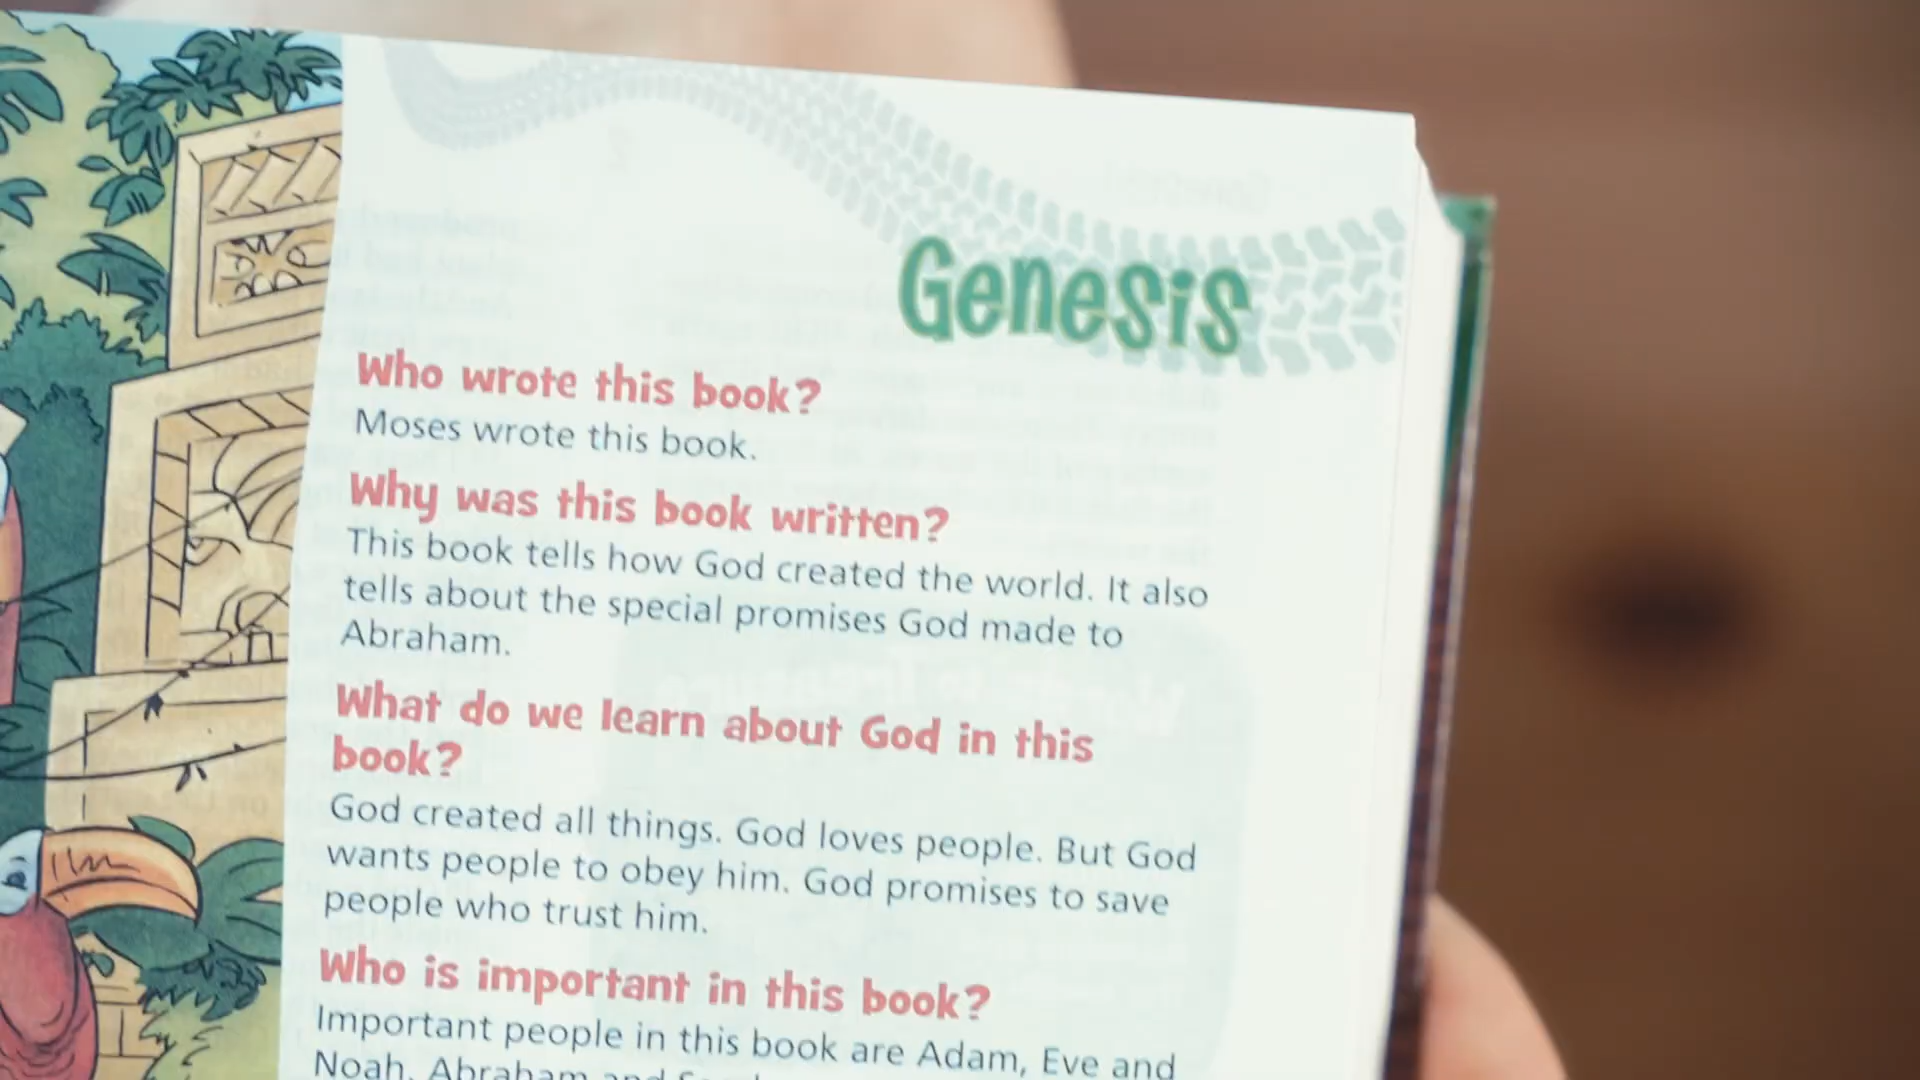 Genesis
Who wrote this book?
Moses wrote this book.
Why was this book written?
This book tells how God created the world. It also
tells about the special promises God made to
Abraham.
What do we learn about God in this
book?
God created all things. God loves people. But God
wants people to obey him. God promises to save
people who trust him.
Who is important in this book?
Important people in this book are Adam, Eve and
Noah, Abraham and